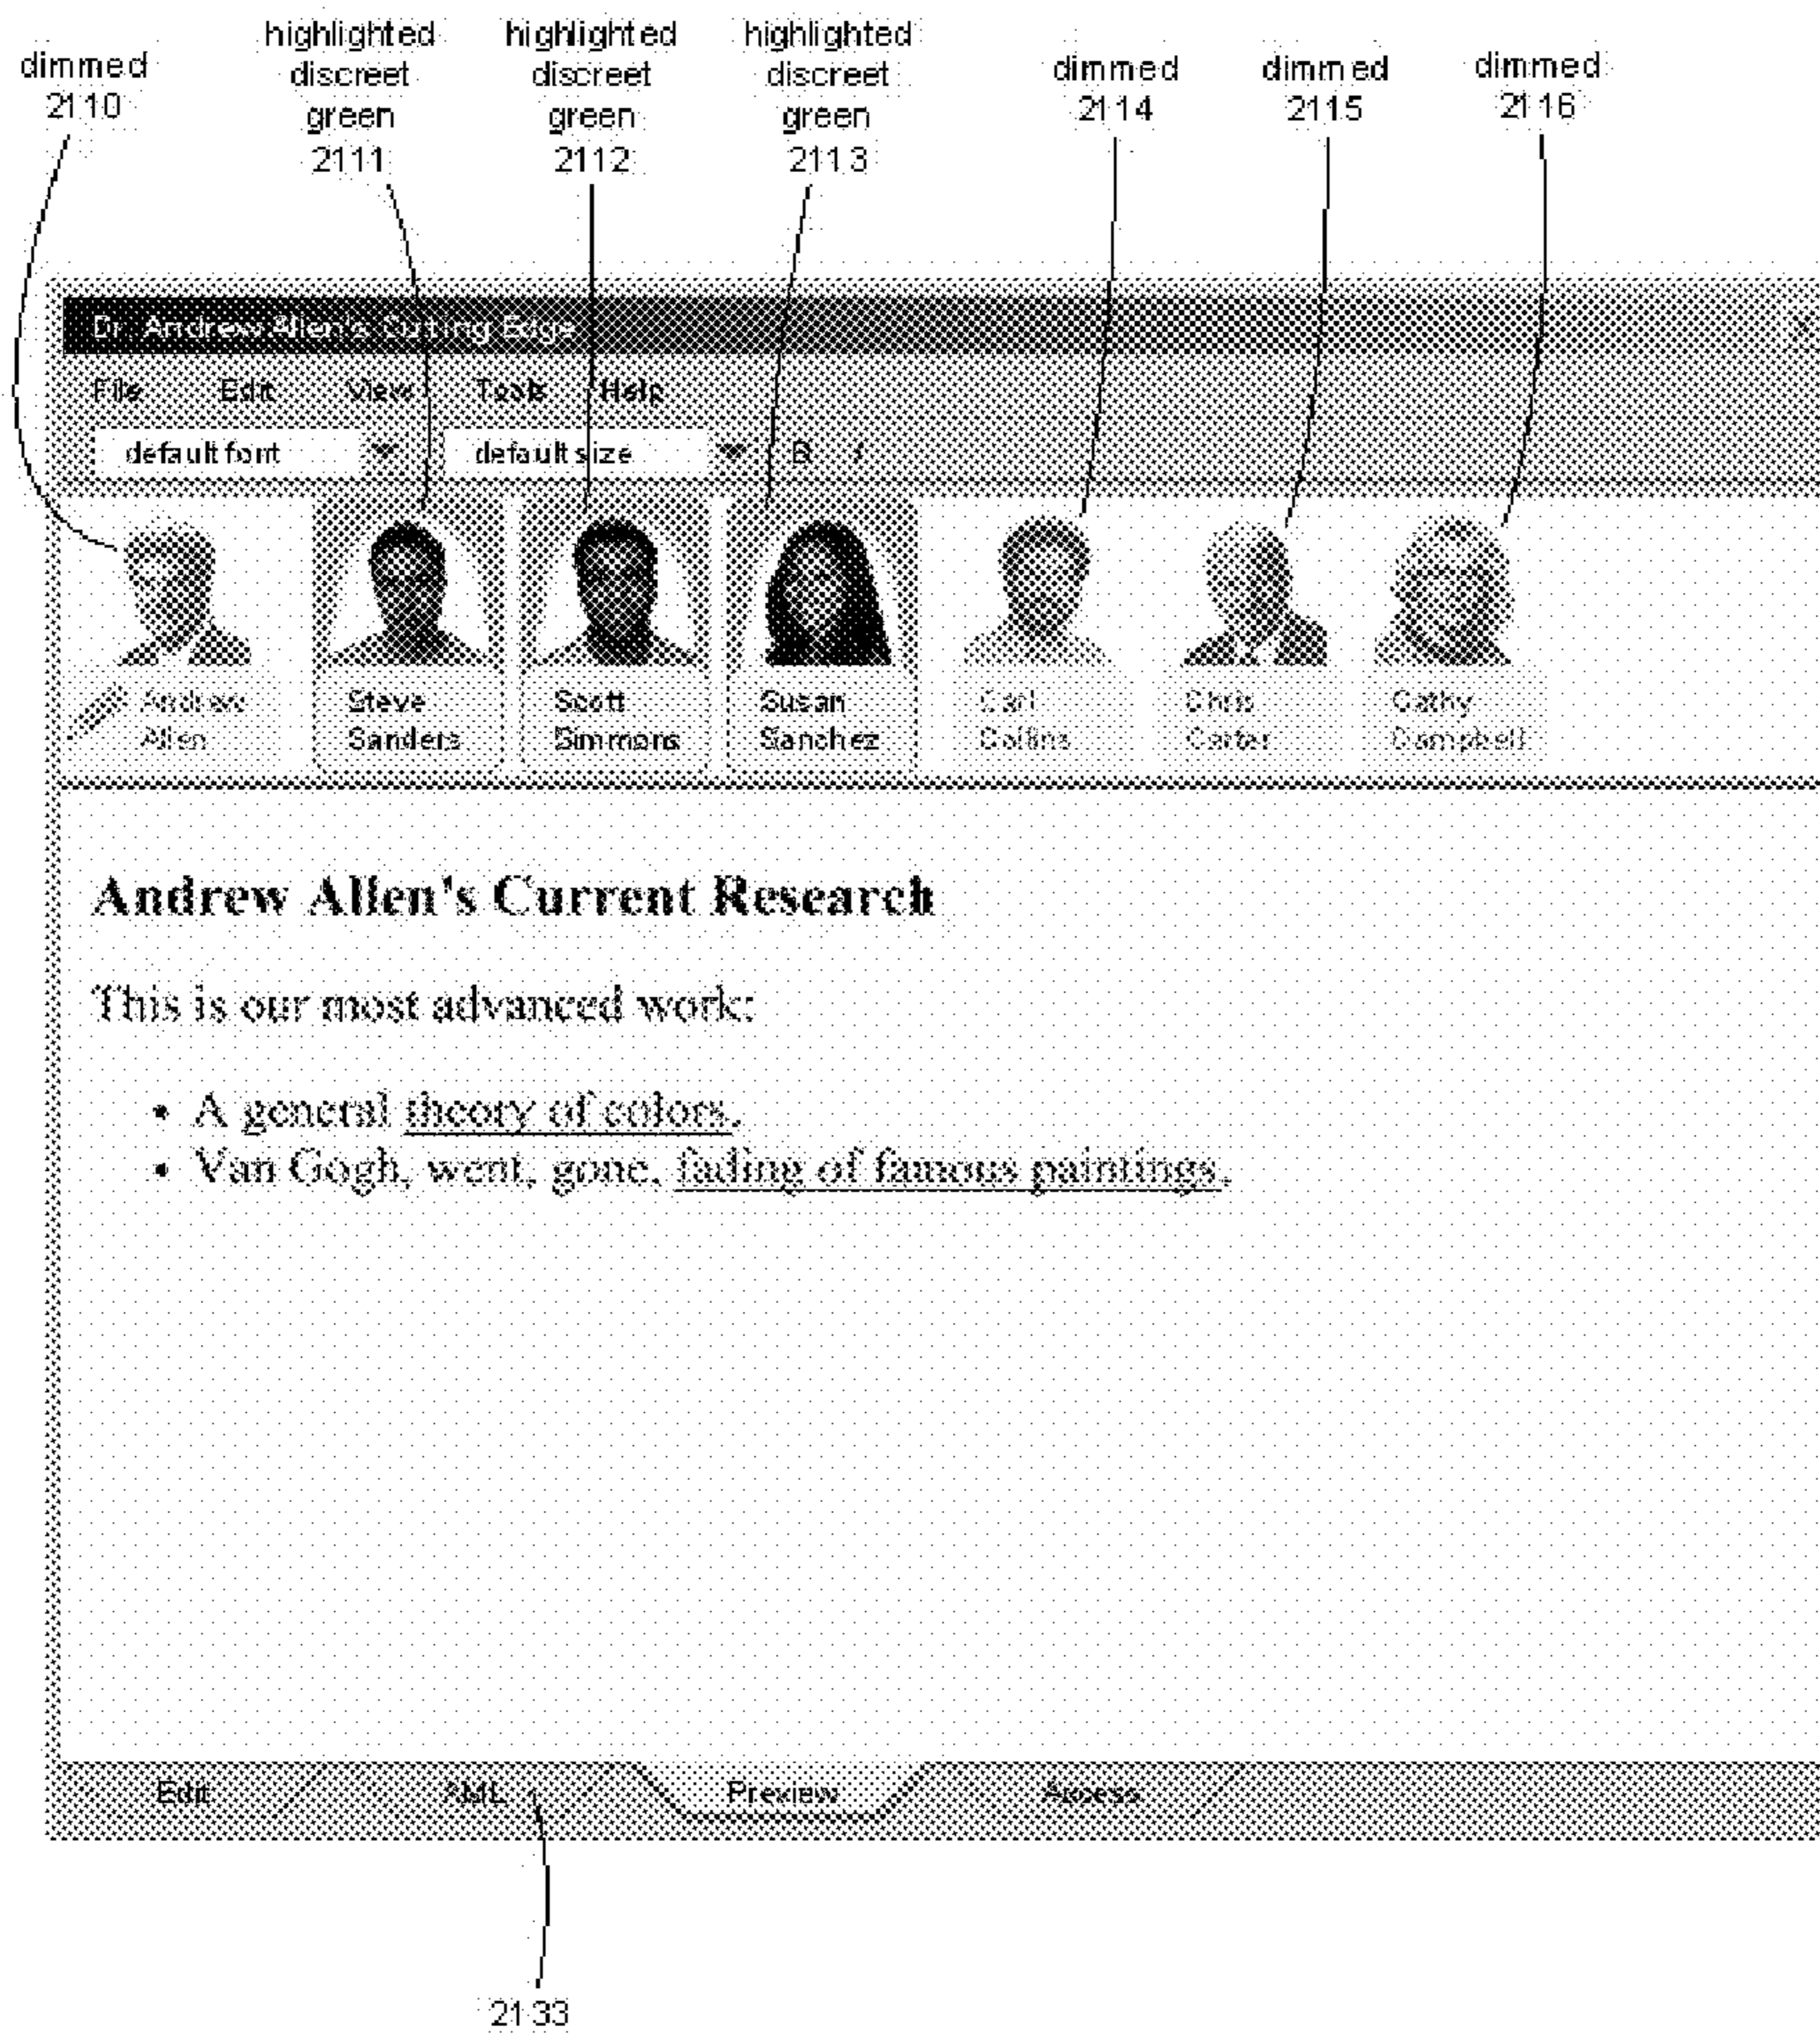 dimmed
2110
highlighted
discreet
green
2111
highlighted
discreet
green
2112
highlighted
discreet
green
2113
dimmed
2114
dimmed
2115
dimmed
2116
Dr. Andrew Allen's Cutting Edge
File Edit View Tools Help
default font default size B I
Andrew
Allen
Steve
Sanders
Scott
Simmons
Susan
Sanchez
Carl
Collins
Chris
Carter
Cathy
Campbell
Andrew Allen's Current Research
This is our most advanced work:
• A general theory of colors.
• Van Gogh, went, gone, fading of famous paintings.
Edit Preview Access
2133